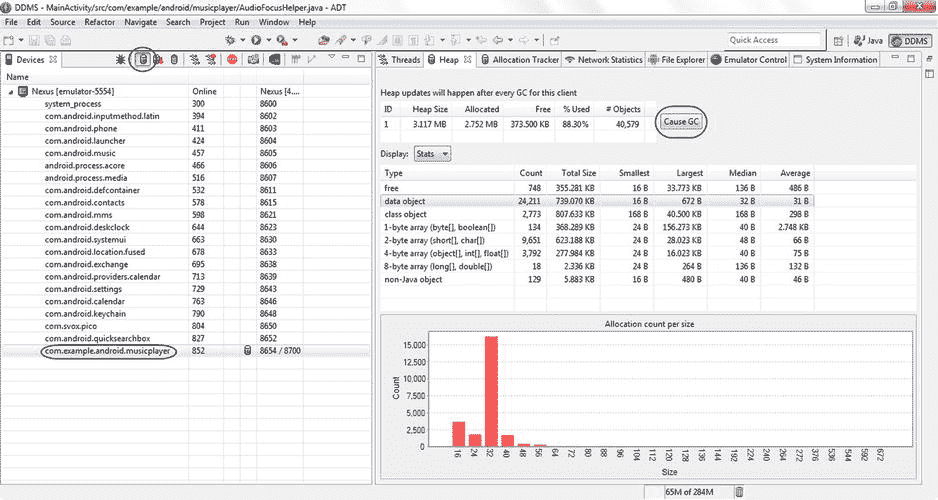 DDMS - MainActivity/src/com/example/android/musicplayer/AudioFocusHelper.java - ADT
File Edit Source Refactor Navigate Search Project Run Window Help
Quick Access
Java DDMS
Devices
Name
Nexus [emulator-5554] Online Nexus [4....
system_process 300 8600
com.android.inputmethod.latin 394 8602
com.android.phone 411 8603
com.android.launcher 424 8604
com.android.music 457 8605
android.process.acore 466 8606
android.process.media 516 8607
com.android.defcontainer 532 8611
com.android.contacts 578 8615
com.android.mms 598 8621
com.android.deskclock 644 8623
com.android.systemui 663 8630
com.android.location.fused 678 8633
com.android.exchange 695 8638
com.android.providers.calendar 713 8639
com.android.settings 729 8643
com.android.calendar 763 8646
com.android.keychain 790 8648
com.svox.pico 804 8650
com.android.quicksearchbox 827 8652
com.example.android.musicplayer 852 8654 / 8700
Threads Heap Allocation Tracker Network Statistics File Explorer Emulator Control System Information
Heap updates will happen after every GC for this client
ID Heap Size Allocated Free % Used # Objects
1 3.117 MB 2.752 MB 373.500 KB 88.30% 40,579
Cause GC
Display: Stats
Type Count Total Size Smallest Largest Median Average
free 748 355.281 KB 16 B 33.773 KB 136 B 486 B
data object 24,211 739.070 KB 16 B 672 B 32 B 31 B
class object 2,773 807.633 KB 168 B 40.500 KB 168 B 298 B
1-byte array (byte[], boolean[]) 134 368.289 KB 24 B 156.273 KB 40 B 2.748 KB
2-byte array (short[], char[]) 9,651 623.188 KB 24 B 28.023 KB 48 B 66 B
4-byte array (object[], int[], float[]) 3,792 277.984 KB 24 B 16.023 KB 40 B 75 B
8-byte array (long[], double[]) 18 2.336 KB 24 B 264 B 136 B 132 B
non-Java object 129 5.883 KB 16 B 480 B 40 B 46 B
Allocation count per size
Count
15,000
12,500
10,000
7,500
5,000
2,500
0
16 24 32 40 48 56 64 72 80 88 96 104 112 120 128 136 144 152 160 176 192 200 208 224 232 240 264 312 320 344 352 376 536 544 592 672
Size
65M of 284M